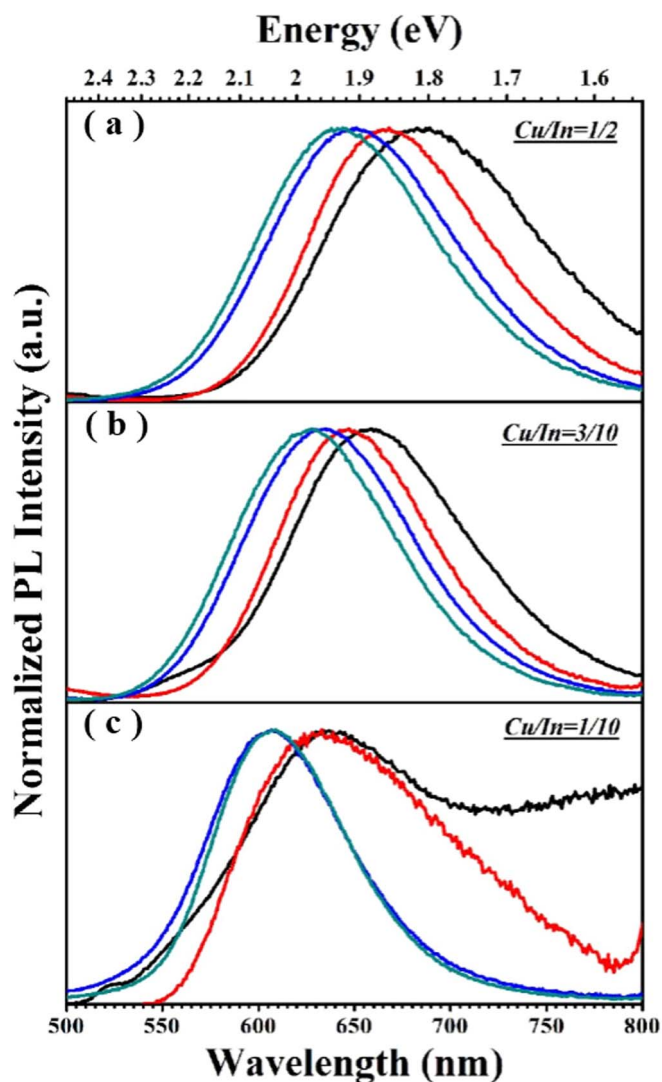 Energy (eV)
2.4 2.3 2.2 2.1 2 1.9 1.8 1.7 1.6
( a )
Cu/In=1/2
( b )
Cu/In=3/10
( c )
Cu/In=1/10
Normalized PL Intensity (a.u.)
500 550 600 650 700 750 800
Wavelength (nm)